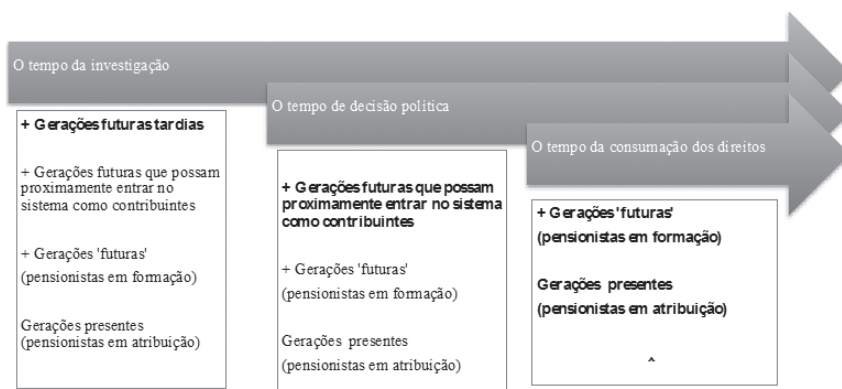 O tempo da investigação
+ Gerações futuras tardias
+ Gerações futuras que possam
proximamente entrar no
sistema como contribuintes
+ Gerações 'futuras'
(pensionistas em formação)
Gerações presentes
(pensionistas em atribuição)
O tempo de decisão politica
+ Gerações futuras que possam
proximamente entrar no sistema
como contribuintes
+ Gerações 'futuras'
(pensionistas em formação)
Gerações presentes
(pensionistas em atribuição)
O tempo da consumação dos direitos
+ Gerações 'futuras'
(pensionistas em formação)
Gerações presentes
(pensionistas em atribuição)
^